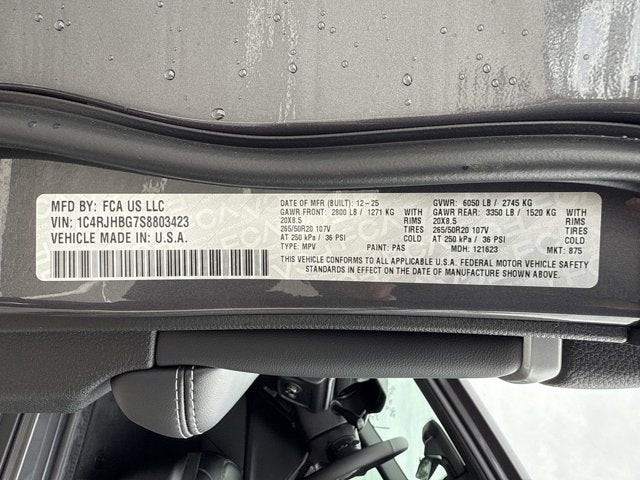 MFD BY: FCA US LLC
VIN: 1C4RJHBG7S8803423
VEHICLE MADE IN: U.S.A.
DATE OF MFR (BUILT): 12-25 GVWR: 6050 LB / 2745 KG
GAWR FRONT: 2800 LB / 1271 KG GAWR REAR: 3350 LB / 1520 KG
20X8.5 RIMS 20X8.5 RIMS
265/50R20 107V TIRES 265/50R20 107V TIRES
AT 250 kPa / 36 PSI COLD AT 250 kPa / 36 PSI COLD
TYPE: MPV PAINT: PAS MDH: 121623 MKT: 875
THIS VEHICLE CONFORMS TO ALL APPLICABLE U.S.A. FEDERAL MOTOR VEHICLE SAFETY
STANDARDS IN EFFECT ON THE DATE OF MANUFACTURE SHOWN ABOVE.